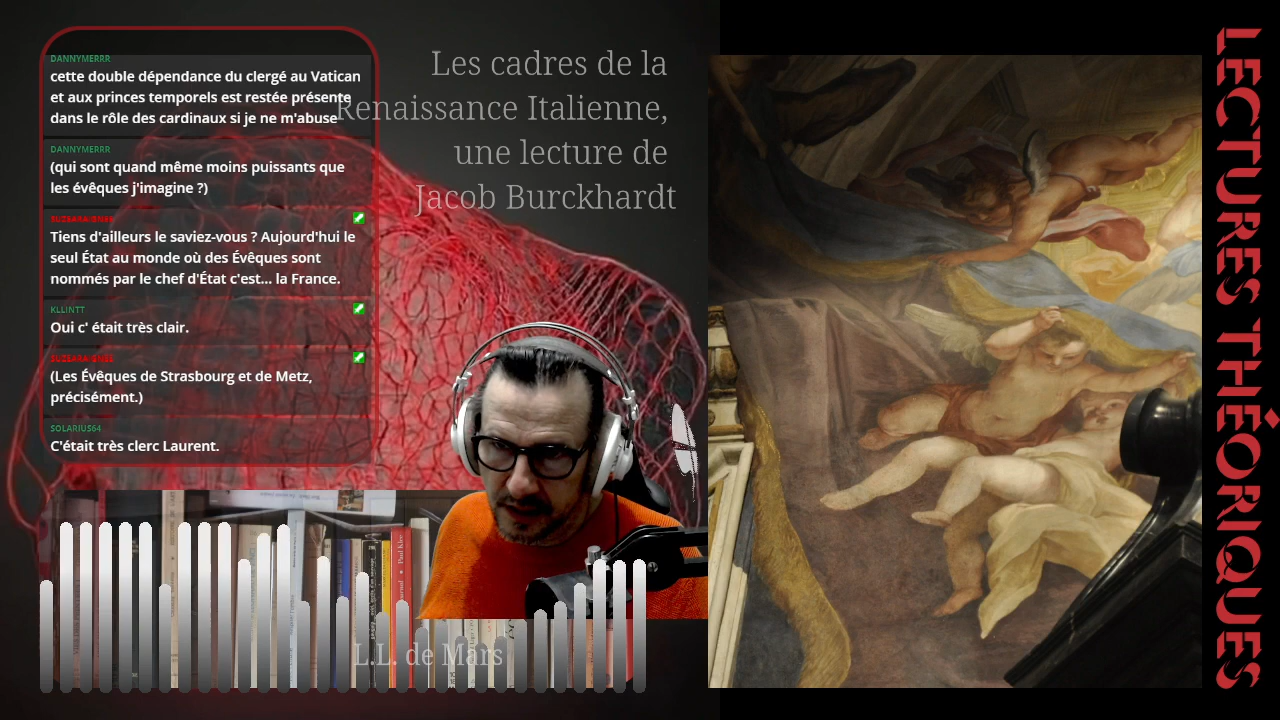 DANNYMERRR
cette double dépendance du clergé au Vatican
et aux princes temporels est restée présente
dans le rôle des cardinaux si je ne m'abuse
DANNYMERRR
(qui sont quand même moins puissants que
les évêques j'imagine ?)
SUZEARAIGNEE
Tiens d'ailleurs le saviez-vous ? Aujourd'hui le
seul État au monde où des Évêques sont
nommés par le chef d'État c'est... la France.
KLLINTT
Oui c' était très clair.
SUZEARAIGNEE
(Les Évêques de Strasbourg et de Metz,
précisément.)
SOLARIUS64
C'était très clerc Laurent.
Les cadres de la
Renaissance Italienne,
une lecture de
Jacob Burckhardt
Paul Klee
L.L. de Mars
LECTURES THÉORIQUES